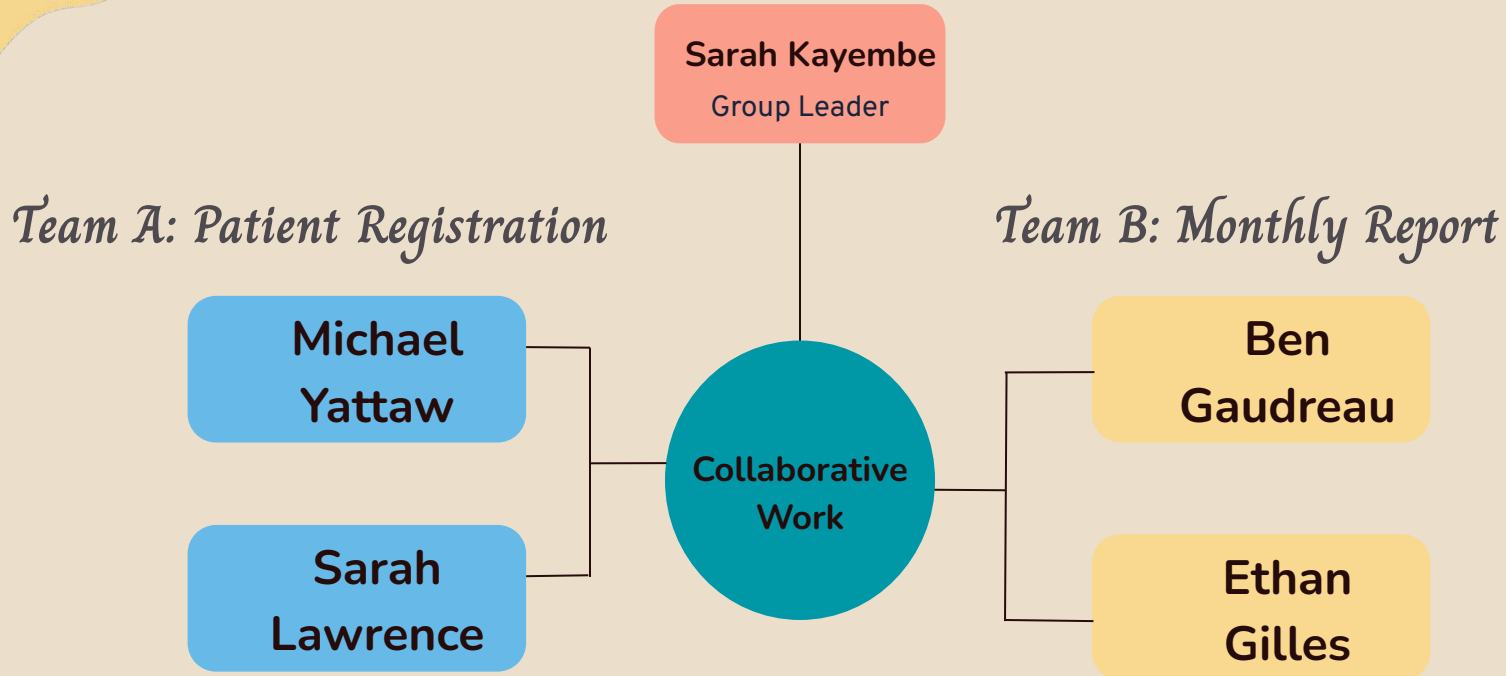 Sarah Kayembe
Group Leader
Team A: Patient Registration
Team B: Monthly Report
Michael
Yattaw
Ben
Gaudreau
Collaborative
Work
Sarah
Lawrence
Ethan
Gilles